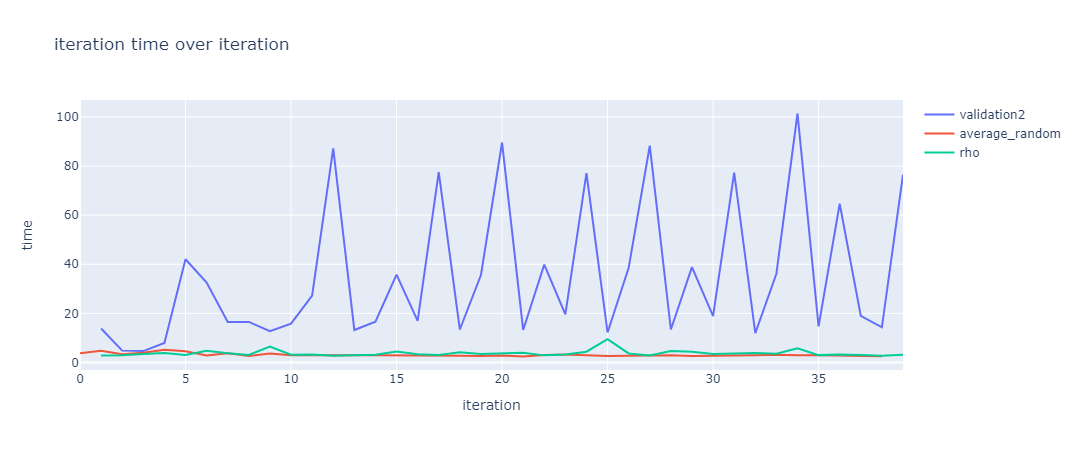 iteration time over iteration
100
80
60
40
20
0
time
0 5 10 15 20 25 30 35
iteration
validation2
average_random
rho